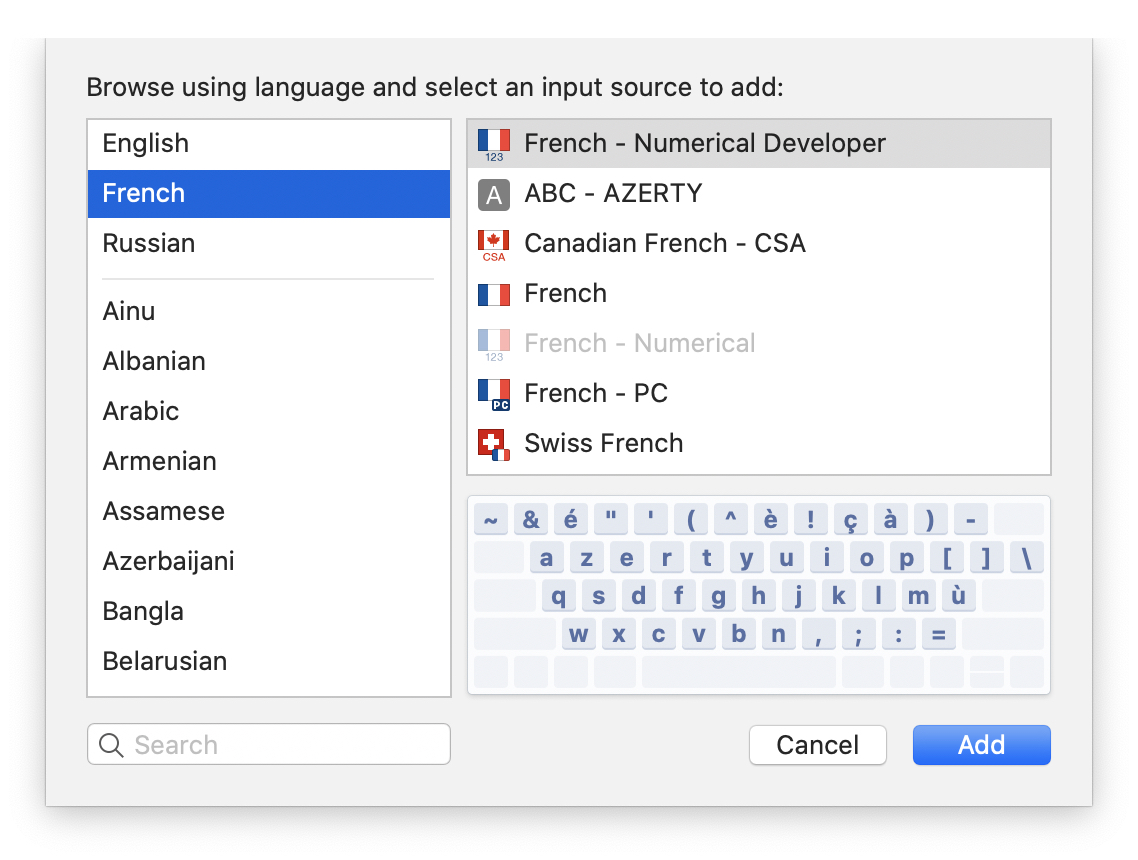 Browse using language and select an input source to add:
English
French
Russian
Ainu
Albanian
Arabic
Armenian
Assamese
Azerbaijani
Bangla
Belarusian
Search
123 French - Numerical Developer
A ABC - AZERTY
CSA Canadian French - CSA
French
123 French - Numerical
PC French - PC
Swiss French
~ & é " ' ( ^ è ! ç à ) -
a z e r t y u i o p [ ] \
q s d f g h j k l m ù
w x c v b n , ; : =
Cancel Add